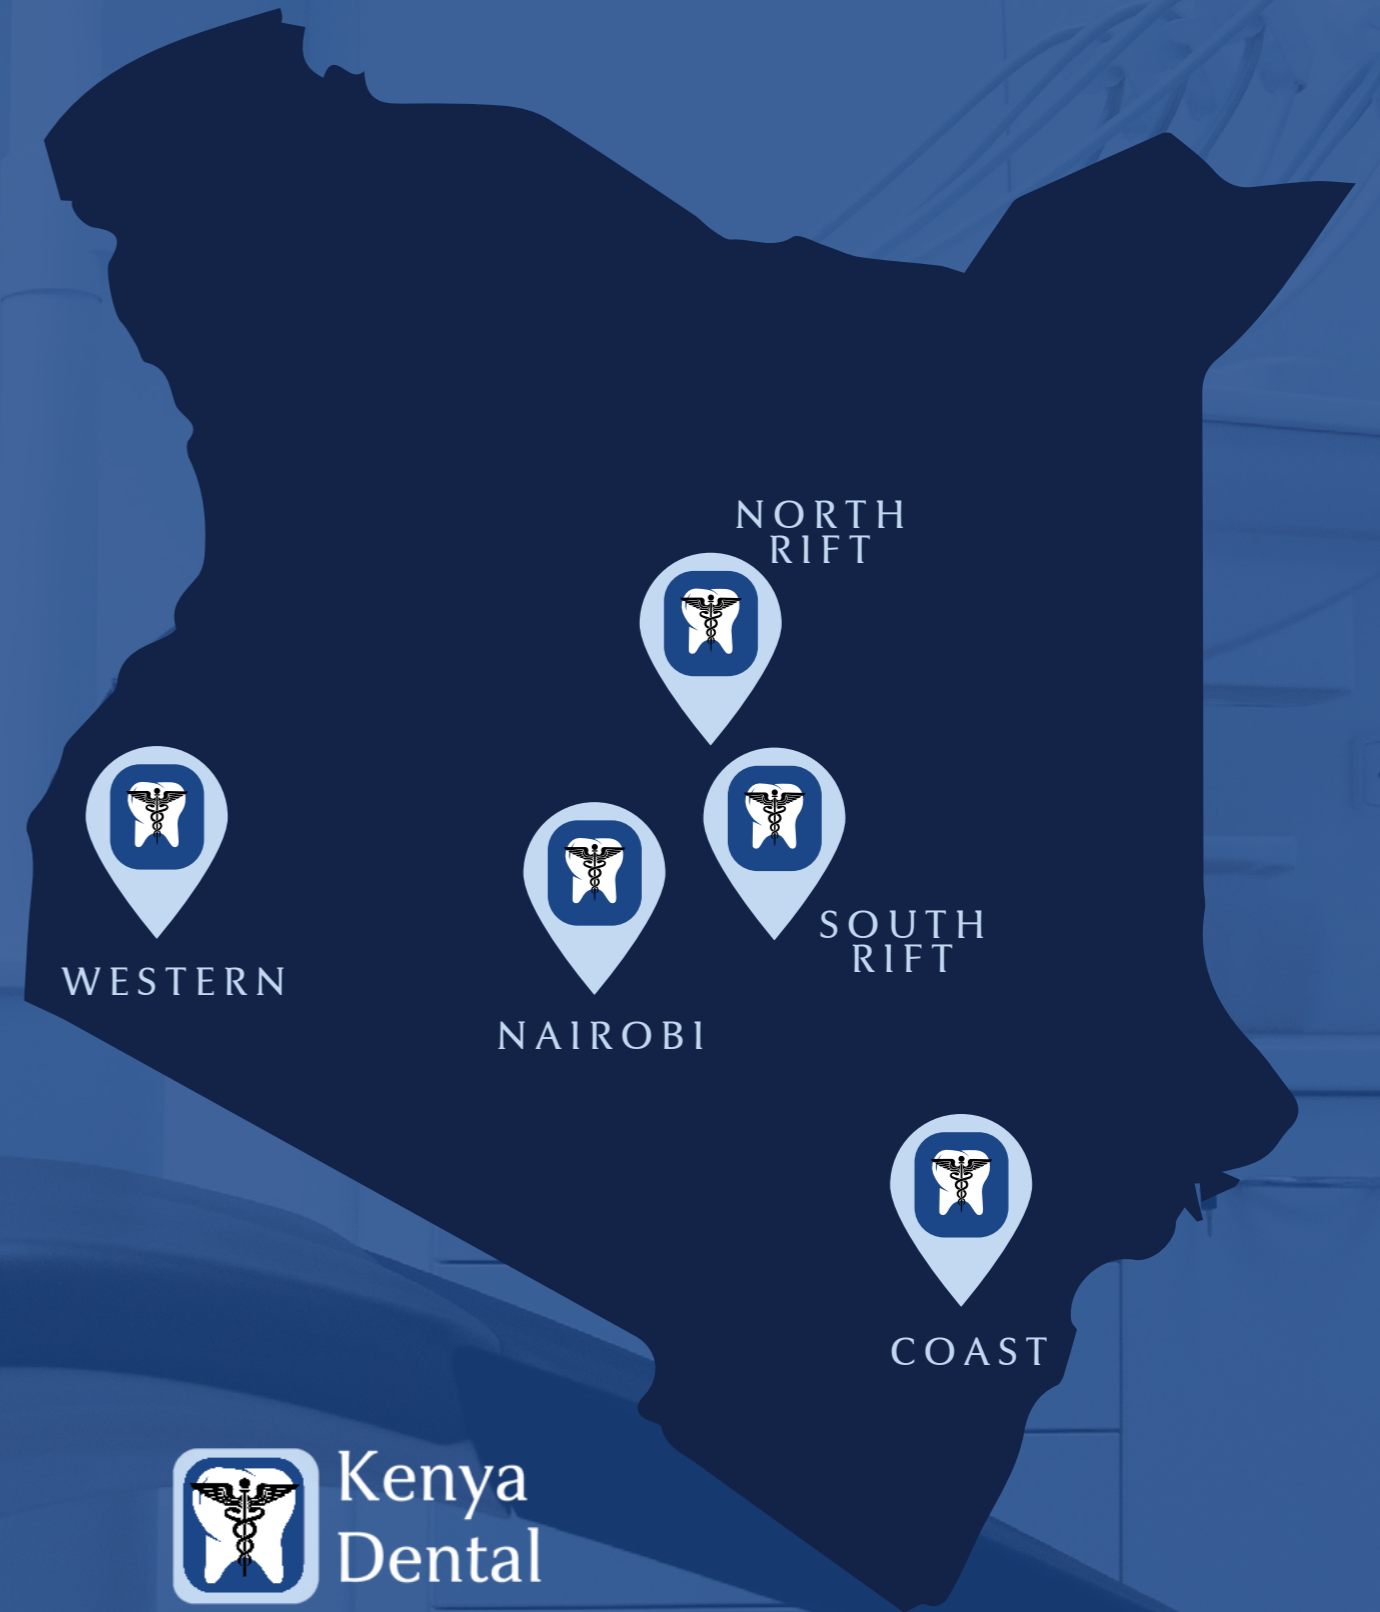 NORTH
RIFT
WESTERN
SOUTH
RIFT
NAIROBI
COAST
Kenya
Dental